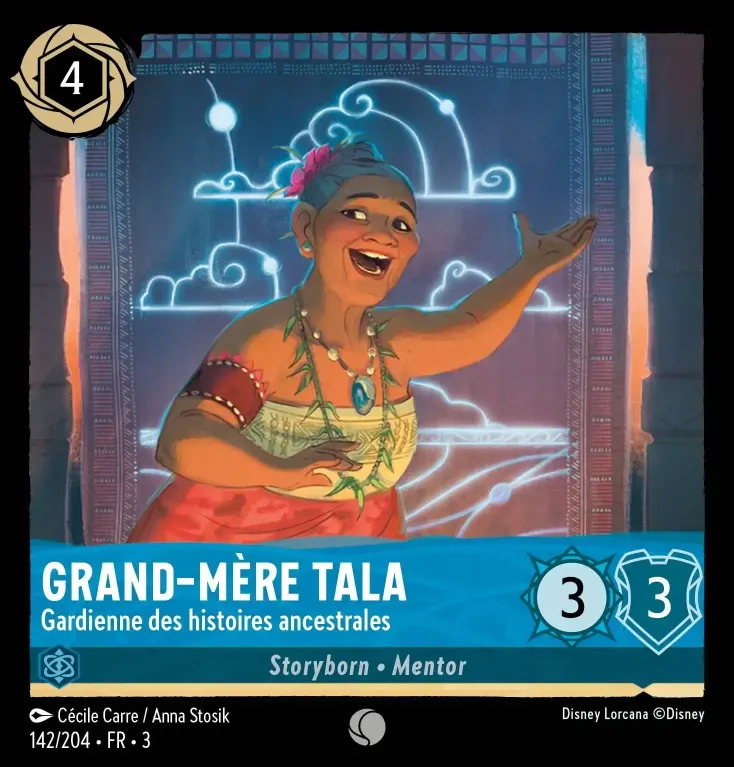 4
GRAND-MÈRE TALA
Gardienne des histoires ancestrales
3
3
Storyborn • Mentor
Cécile Carre / Anna Stosik
Disney Lorcana ©Disney
142/204 • FR • 3